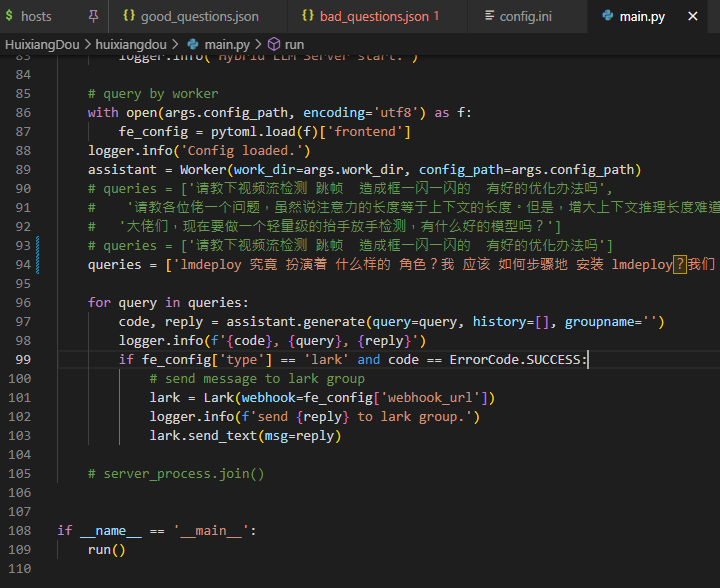 hosts
good_questions.json
bad_questions.json 1
config.ini
main.py
HuixiangDou > huixiangdou > main.py > run
83 logger.info('Hybrid LLM Server start.')
84
85 # query by worker
86 with open(args.config_path, encoding='utf8') as f:
87 fe_config = pytoml.load(f)['frontend']
88 logger.info('Config loaded.')
89 assistant = Worker(work_dir=args.work_dir, config_path=args.config_path)
90 # queries = ['请教下视频流检测 跳帧  造成框一闪一闪的  有好的优化办法吗',
91 #    '请教各位佬一个问题，虽然说注意力的长度等于上下文的长度。但是，增大上下文推理长度难道
92 #   '大佬们，现在要做一个轻量级的抬手放手检测，有什么好的模型吗？']
93 # queries = ['请教下视频流检测 跳帧  造成框一闪一闪的  有好的优化办法吗']
94 queries = ['lmdeploy 究竟 扮演着 什么样的 角色？我 应该 如何步骤地 安装 lmdeploy？我们
95
96 for query in queries:
97 code, reply = assistant.generate(query=query, history=[], groupname='')
98 logger.info(f'{code}, {query}, {reply}')
99 if fe_config['type'] == 'lark' and code == ErrorCode.SUCCESS:
100 # send message to lark group
101 lark = Lark(webhook=fe_config['webhook_url'])
102 logger.info(f'send {reply} to lark group.')
103 lark.send_text(msg=reply)
104
105 # server_process.join()
106
107
108 if __name__ == '__main__':
109 run()
110